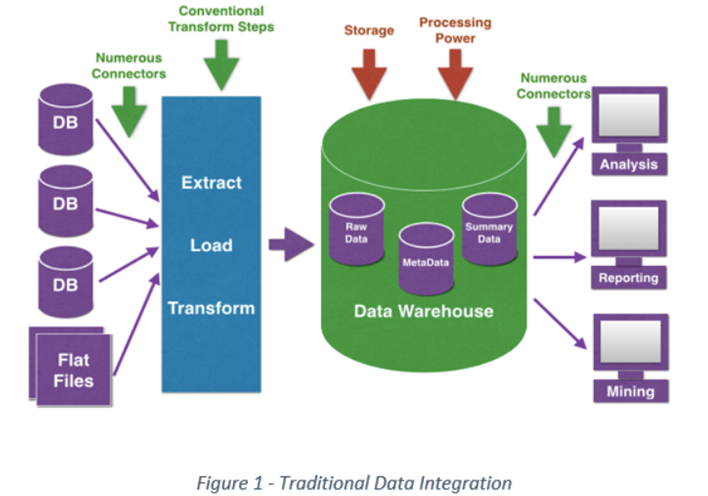 Conventional
Transform Steps
Storage
Processing
Power
Numerous
Connectors
Numerous
Connectors
DB
DB
DB
Flat
Files
Extract
Load
Transform
Raw
Data
MetaData
Summary
Data
Data Warehouse
Analysis
Reporting
Mining
Figure 1 - Traditional Data Integration